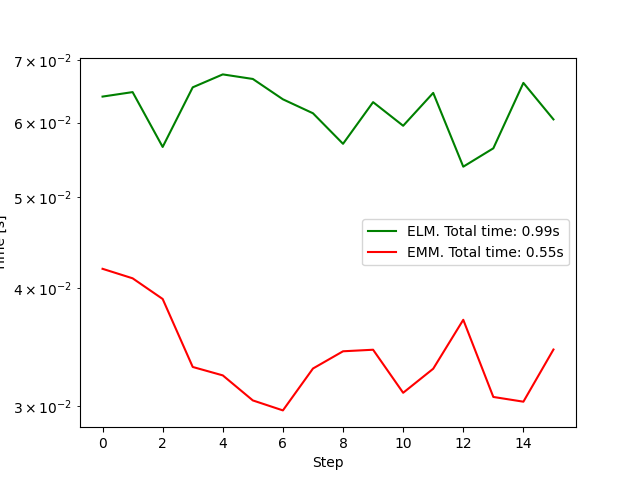 7 × 10⁻²
6 × 10⁻²
5 × 10⁻²
4 × 10⁻²
3 × 10⁻²
ELM. Total time: 0.99s
EMM. Total time: 0.55s
0 2 4 6 8 10 12 14
Step